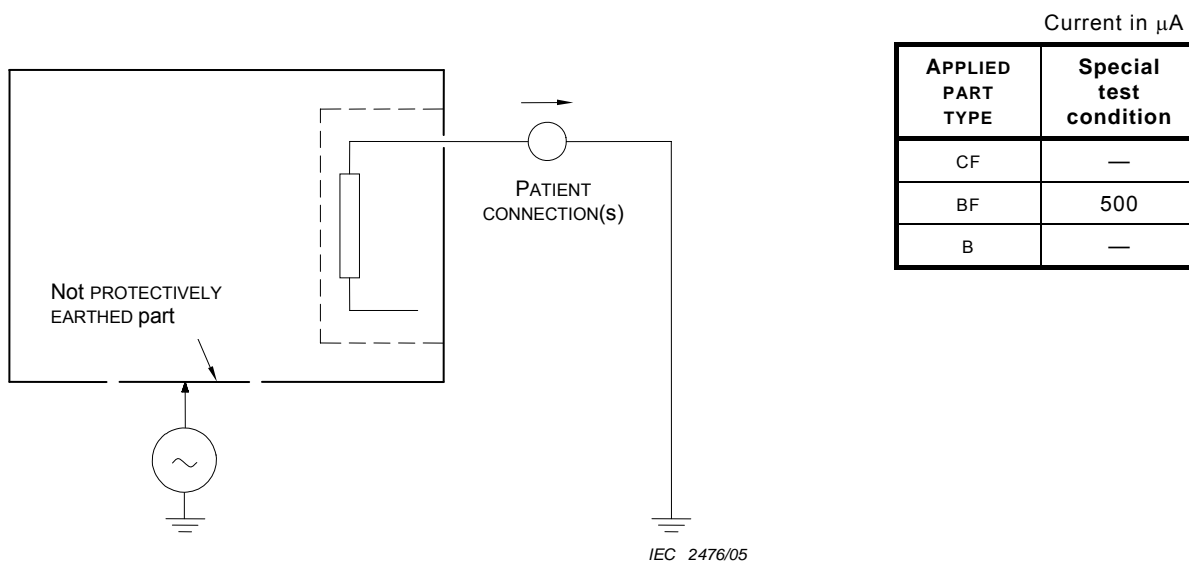 Current in μA
APPLIED
PART
TYPE
Special
test
condition
CF
—
BF
500
B
—
PATIENT
CONNECTION(s)
Not PROTECTIVELY
EARTHED part
IEC 2476/05